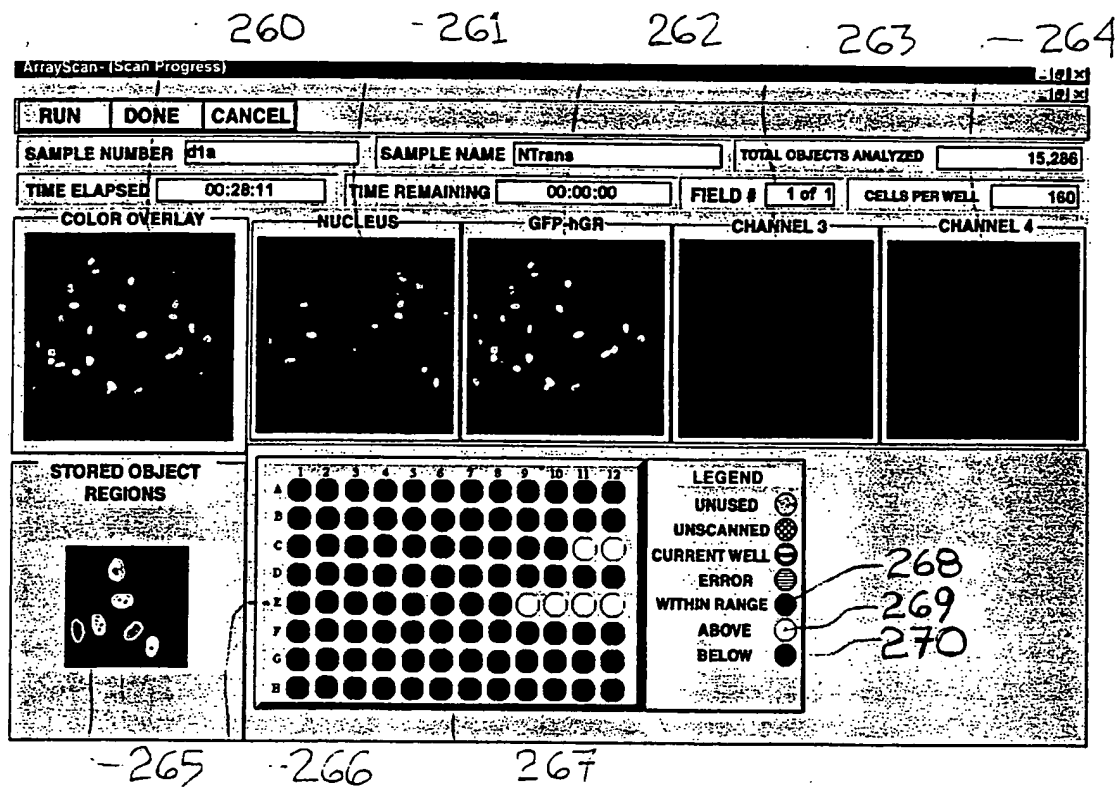 260 261 262 263 264
ArrayScan- (Scan Progress)
RUN DONE CANCEL
SAMPLE NUMBER d1a SAMPLE NAME NTrans TOTAL OBJECTS ANALYZED 15,286
TIME ELAPSED 00:28:11 TIME REMAINING 00:00:00 FIELD # 1 of 1 CELLS PER WELL 160
COLOR OVERLAY NUCLEUS GFP-hGR CHANNEL 3 CHANNEL 4
STORED OBJECT
REGIONS
1 2 3 4 5 6 7 8 9 10 11 12
A
B
C
D
E
F
G
H
LEGEND
UNUSED
UNSCANNED
CURRENT WELL
ERROR
WITHIN RANGE 268
ABOVE 269
BELOW 270
265 266 267